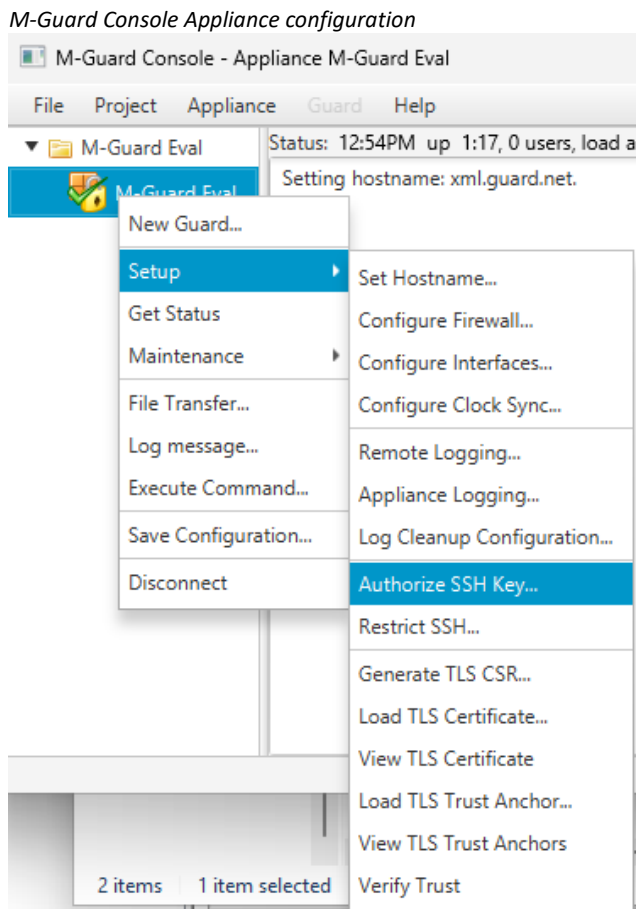 M-Guard Console Appliance configuration
M-Guard Console - Appliance M-Guard Eval
File Project Appliance Guard Help
M-Guard Eval
Status: 12:54PM up 1:17, 0 users, load a
M-Guard Eval
Setting hostname: xml.guard.net.
New Guard...
Setup
Get Status
Maintenance
File Transfer...
Log message...
Execute Command...
Save Configuration...
Disconnect
Set Hostname...
Configure Firewall...
Configure Interfaces...
Configure Clock Sync...
Remote Logging...
Appliance Logging...
Log Cleanup Configuration...
Authorize SSH Key...
Restrict SSH...
Generate TLS CSR...
Load TLS Certificate...
View TLS Certificate
Load TLS Trust Anchor...
View TLS Trust Anchors
Verify Trust
2 items 1 item selected